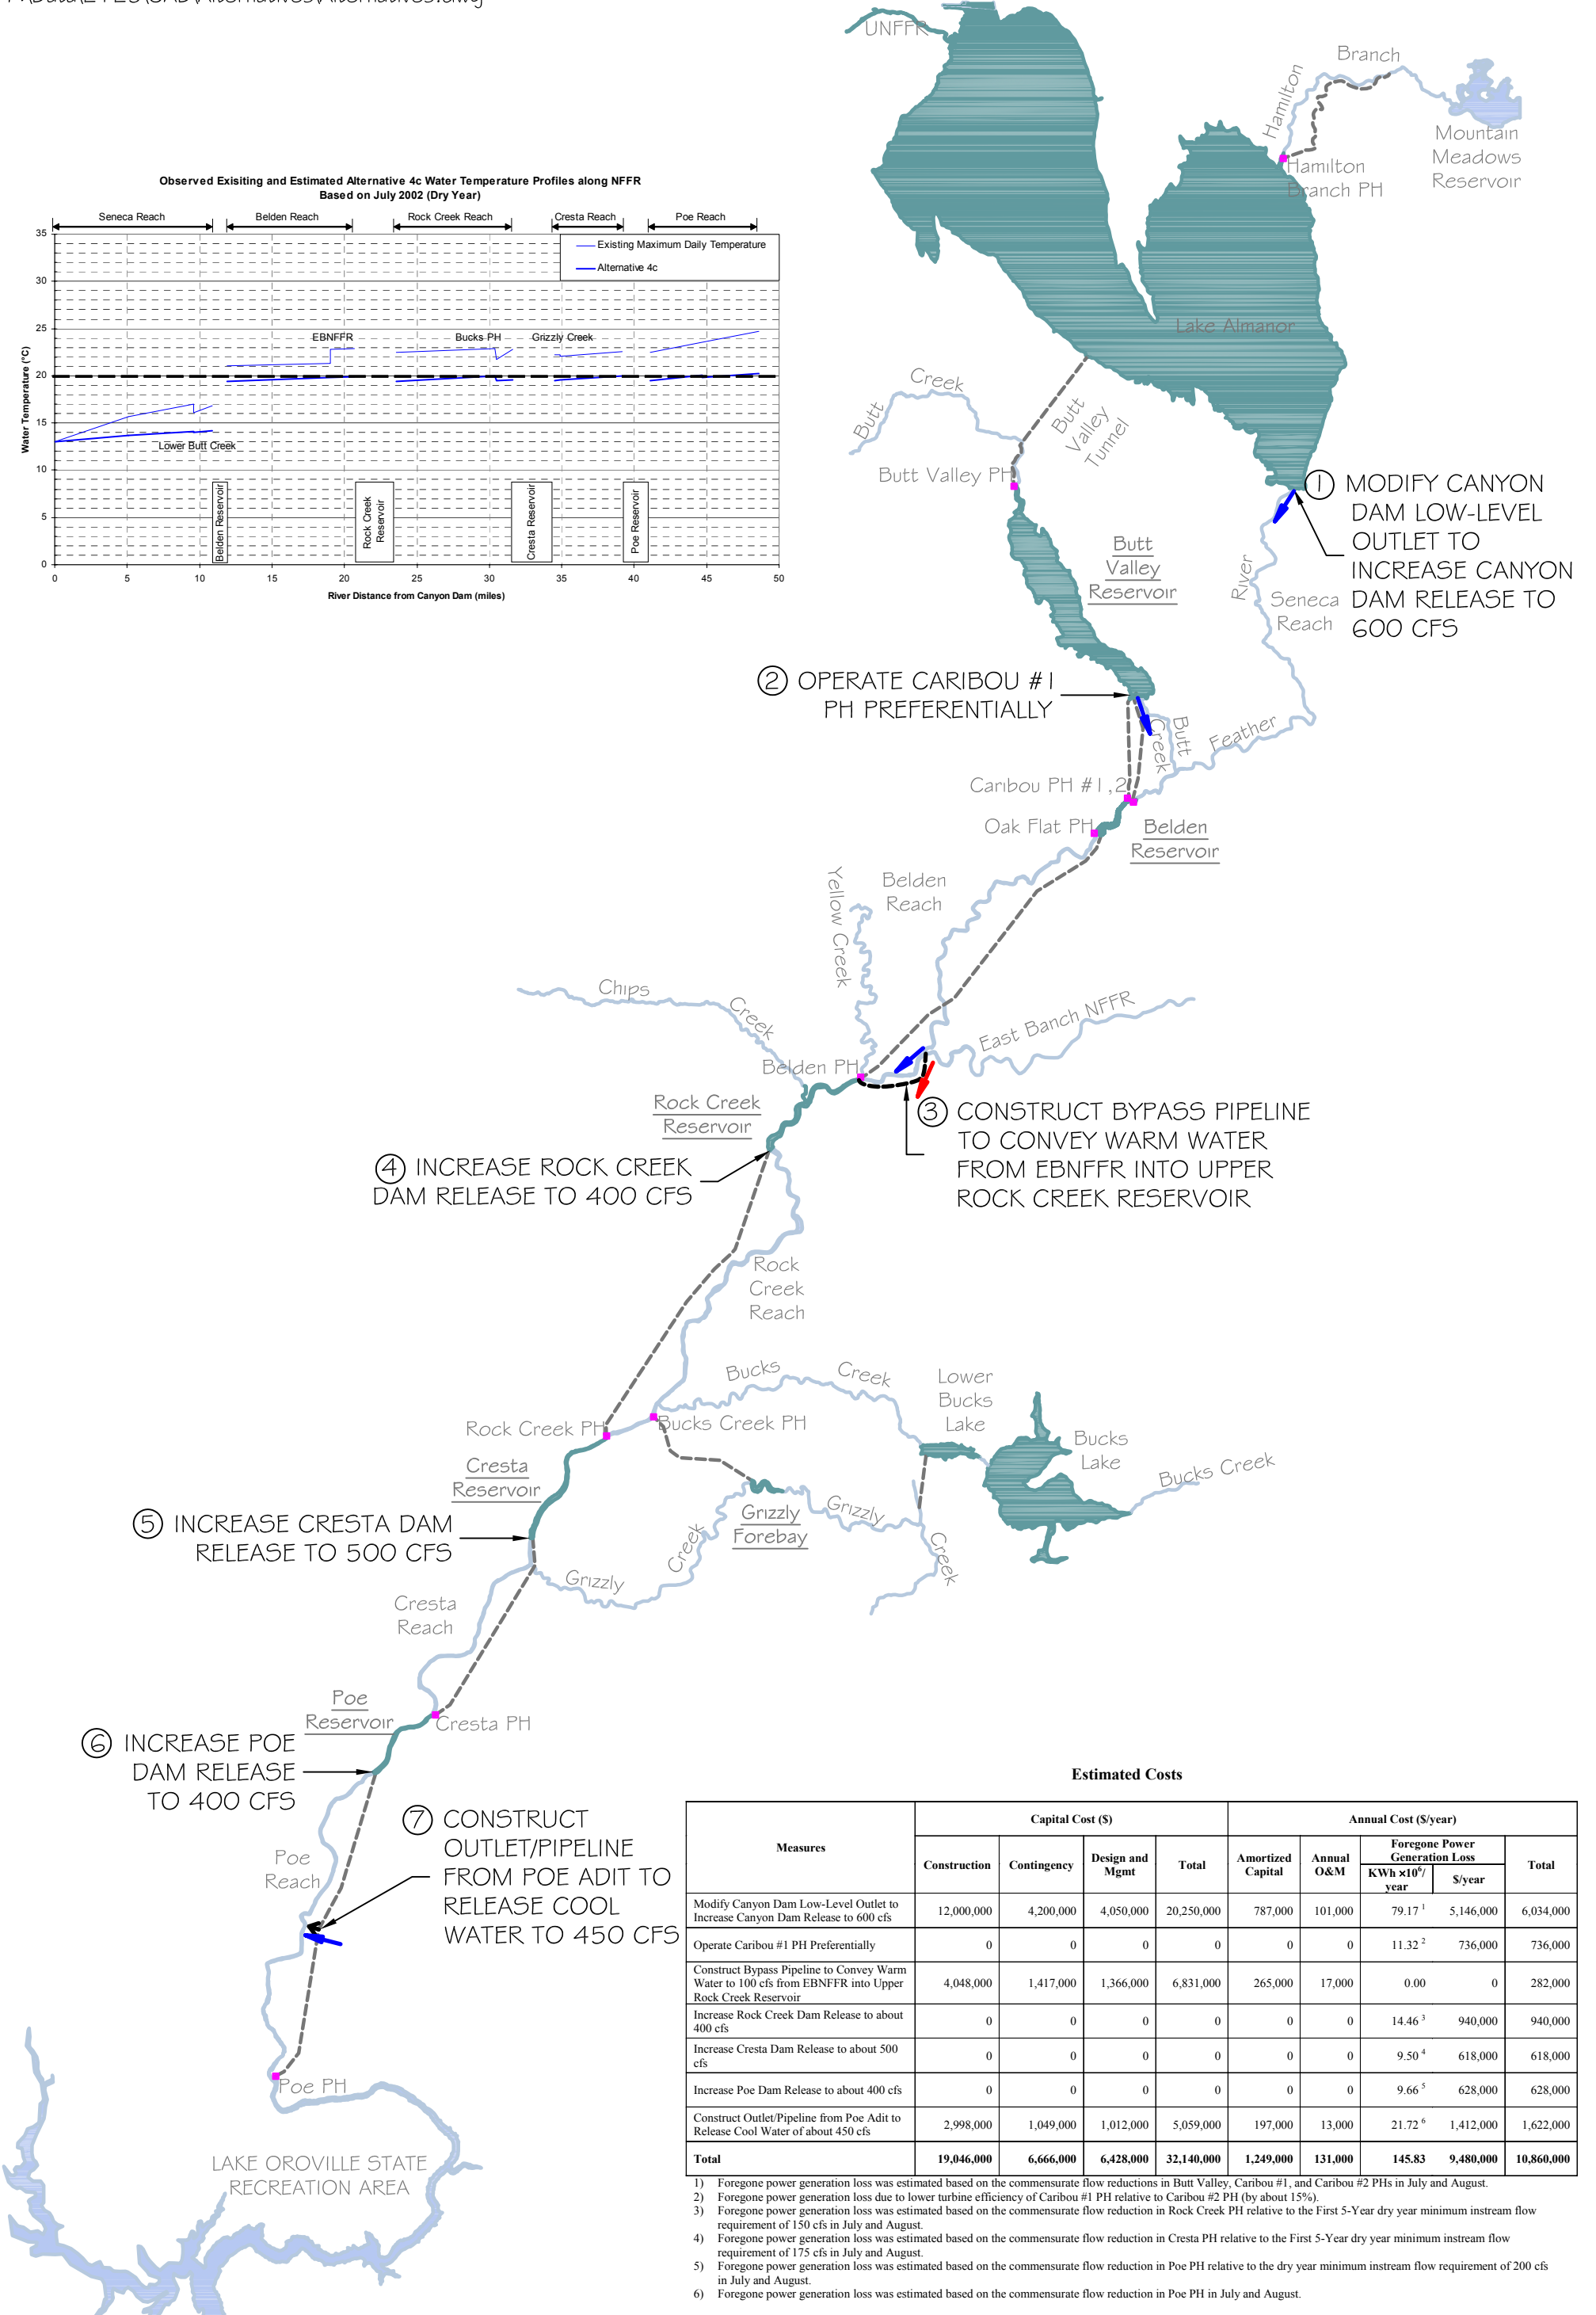 UNFFR
Branch
Hamilton
Mountain
Meadows
Reservoir
Hamilton
Branch PH
Observed Exisiting and Estimated Alternative 4c Water Temperature Profiles along NFFR
Based on July 2002 (Dry Year)
Seneca Reach
Belden Reach
Rock Creek Reach
Cresta Reach
Poe Reach
Existing Maximum Daily Temperature
Alternative 4c
35
30
25
20
15
10
5
0
Water Temperature (°C)
EBNFFR
Bucks PH
Grizzly Creek
Lower Butt Creek
Belden Reservoir
Rock Creek
Reservoir
Cresta Reservoir
Poe Reservoir
0 5 10 15 20 25 30 35 40 45 50
River Distance from Canyon Dam (miles)
Lake Almanor
Butt
Creek
Butt
Valley
Tunnel
Butt Valley PH
Butt
Valley
Reservoir
① MODIFY CANYON
DAM LOW-LEVEL
OUTLET TO
INCREASE CANYON
DAM RELEASE TO
600 CFS
River
Seneca
Reach
② OPERATE CARIBOU #1
PH PREFERENTIALLY
Butt
Creek
Feather
Caribou PH #1,2
Oak Flat PH
Belden
Reservoir
Belden
Reach
Yellow Creek
Chips
Creek
East Banch NFFR
Belden PH
③ CONSTRUCT BYPASS PIPELINE
TO CONVEY WARM WATER
FROM EBNFFR INTO UPPER
ROCK CREEK RESERVOIR
Rock Creek
Reservoir
④ INCREASE ROCK CREEK
DAM RELEASE TO 400 CFS
Rock
Creek
Reach
Bucks
Creek
Lower
Bucks
Lake
Rock Creek PH
Bucks Creek PH
Bucks
Lake
Bucks Creek
Cresta
Reservoir
Grizzly
Forebay
Grizzly
Creek
⑤ INCREASE CRESTA DAM
RELEASE TO 500 CFS
Grizzly
Creek
Cresta
Reach
Poe
Reservoir
Cresta PH
⑥ INCREASE POE
DAM RELEASE
TO 400 CFS
⑦ CONSTRUCT
OUTLET/PIPELINE
FROM POE ADIT TO
RELEASE COOL
WATER TO 450 CFS
Poe
Reach
Poe PH
LAKE OROVILLE STATE
RECREATION AREA
Estimated Costs
Measures
Capital Cost ($)
Annual Cost ($/year)
Construction
Contingency
Design and
Mgmt
Total
Amortized
Capital
Annual
O&M
Foregone Power
Generation Loss
KWh ×10⁶/
year
$/year
Total
Modify Canyon Dam Low-Level Outlet to
Increase Canyon Dam Release to 600 cfs
12,000,000 4,200,000 4,050,000 20,250,000 787,000 101,000 79.17 ¹ 5,146,000 6,034,000
Operate Caribou #1 PH Preferentially 0 0 0 0 0 0 11.32 ² 736,000 736,000
Construct Bypass Pipeline to Convey Warm
Water to 100 cfs from EBNFFR into Upper
Rock Creek Reservoir
4,048,000 1,417,000 1,366,000 6,831,000 265,000 17,000 0.00 0 282,000
Increase Rock Creek Dam Release to about
400 cfs
0 0 0 0 0 0 14.46 ³ 940,000 940,000
Increase Cresta Dam Release to about 500
cfs
0 0 0 0 0 0 9.50 ⁴ 618,000 618,000
Increase Poe Dam Release to about 400 cfs 0 0 0 0 0 0 9.66 ⁵ 628,000 628,000
Construct Outlet/Pipeline from Poe Adit to
Release Cool Water of about 450 cfs
2,998,000 1,049,000 1,012,000 5,059,000 197,000 13,000 21.72 ⁶ 1,412,000 1,622,000
Total 19,046,000 6,666,000 6,428,000 32,140,000 1,249,000 131,000 145.83 9,480,000 10,860,000
1) Foregone power generation loss was estimated based on the commensurate flow reductions in Butt Valley, Caribou #1, and Caribou #2 PHs in July and August.
2) Foregone power generation loss due to lower turbine efficiency of Caribou #1 PH relative to Caribou #2 PH (by about 15%).
3) Foregone power generation loss was estimated based on the commensurate flow reduction in Rock Creek PH relative to the First 5-Year dry year minimum instream flow
requirement of 150 cfs in July and August.
4) Foregone power generation loss was estimated based on the commensurate flow reduction in Cresta PH relative to the First 5-Year dry year minimum instream flow
requirement of 175 cfs in July and August.
5) Foregone power generation loss was estimated based on the commensurate flow reduction in Poe PH relative to the dry year minimum instream flow requirement of 200 cfs
in July and August.
6) Foregone power generation loss was estimated based on the commensurate flow reduction in Poe PH in July and August.